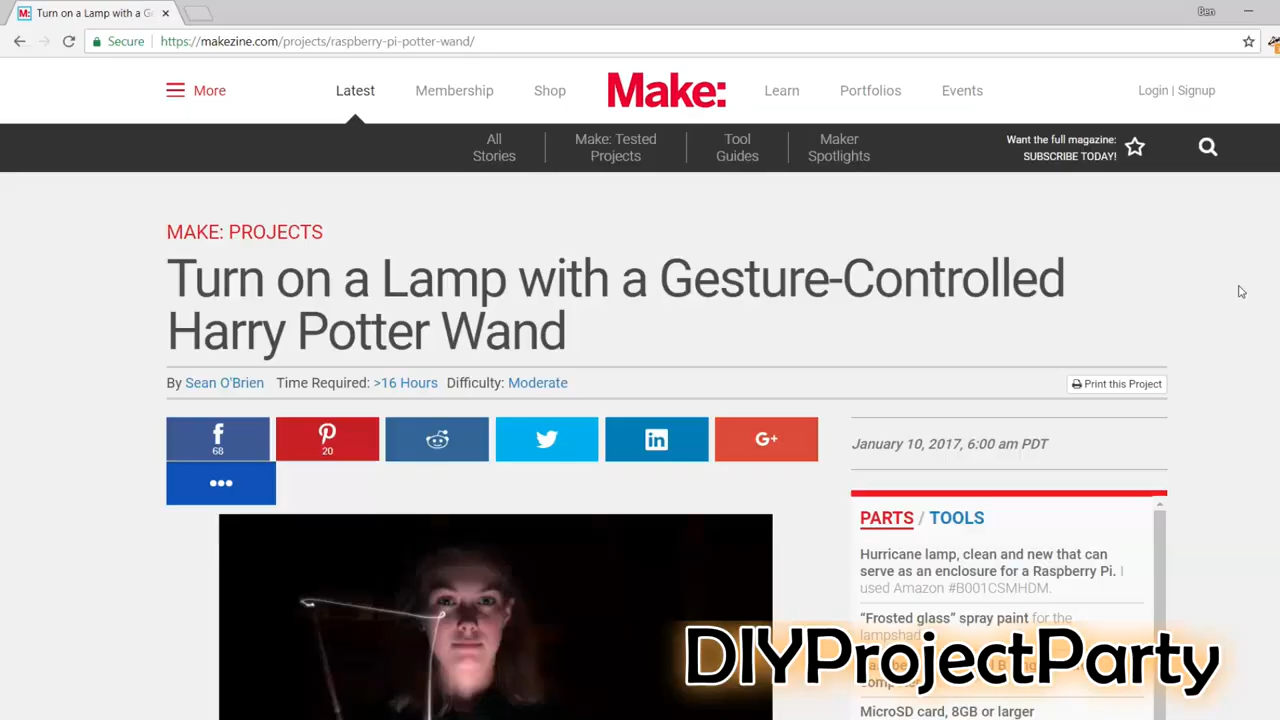 M: Turn on a Lamp with a Ge
Ben
Secure https://makezine.com/projects/raspberry-pi-potter-wand/
More Latest Membership Shop Make: Learn Portfolios Events Login | Signup
All Stories
Make: Tested Projects
Tool Guides
Maker Spotlights
Want the full magazine:
SUBSCRIBE TODAY!
MAKE: PROJECTS
Turn on a Lamp with a Gesture-Controlled
Harry Potter Wand
By Sean O'Brien Time Required: >16 Hours Difficulty: Moderate
Print this Project
68
20
G+
January 10, 2017, 6:00 am PDT
PARTS / TOOLS
Hurricane lamp, clean and new that can
serve as an enclosure for a Raspberry Pi. I
used Amazon #B001CSMHDM.
“Frosted glass” spray paint for the
lampshad
DIYProjectParty
MicroSD card, 8GB or larger